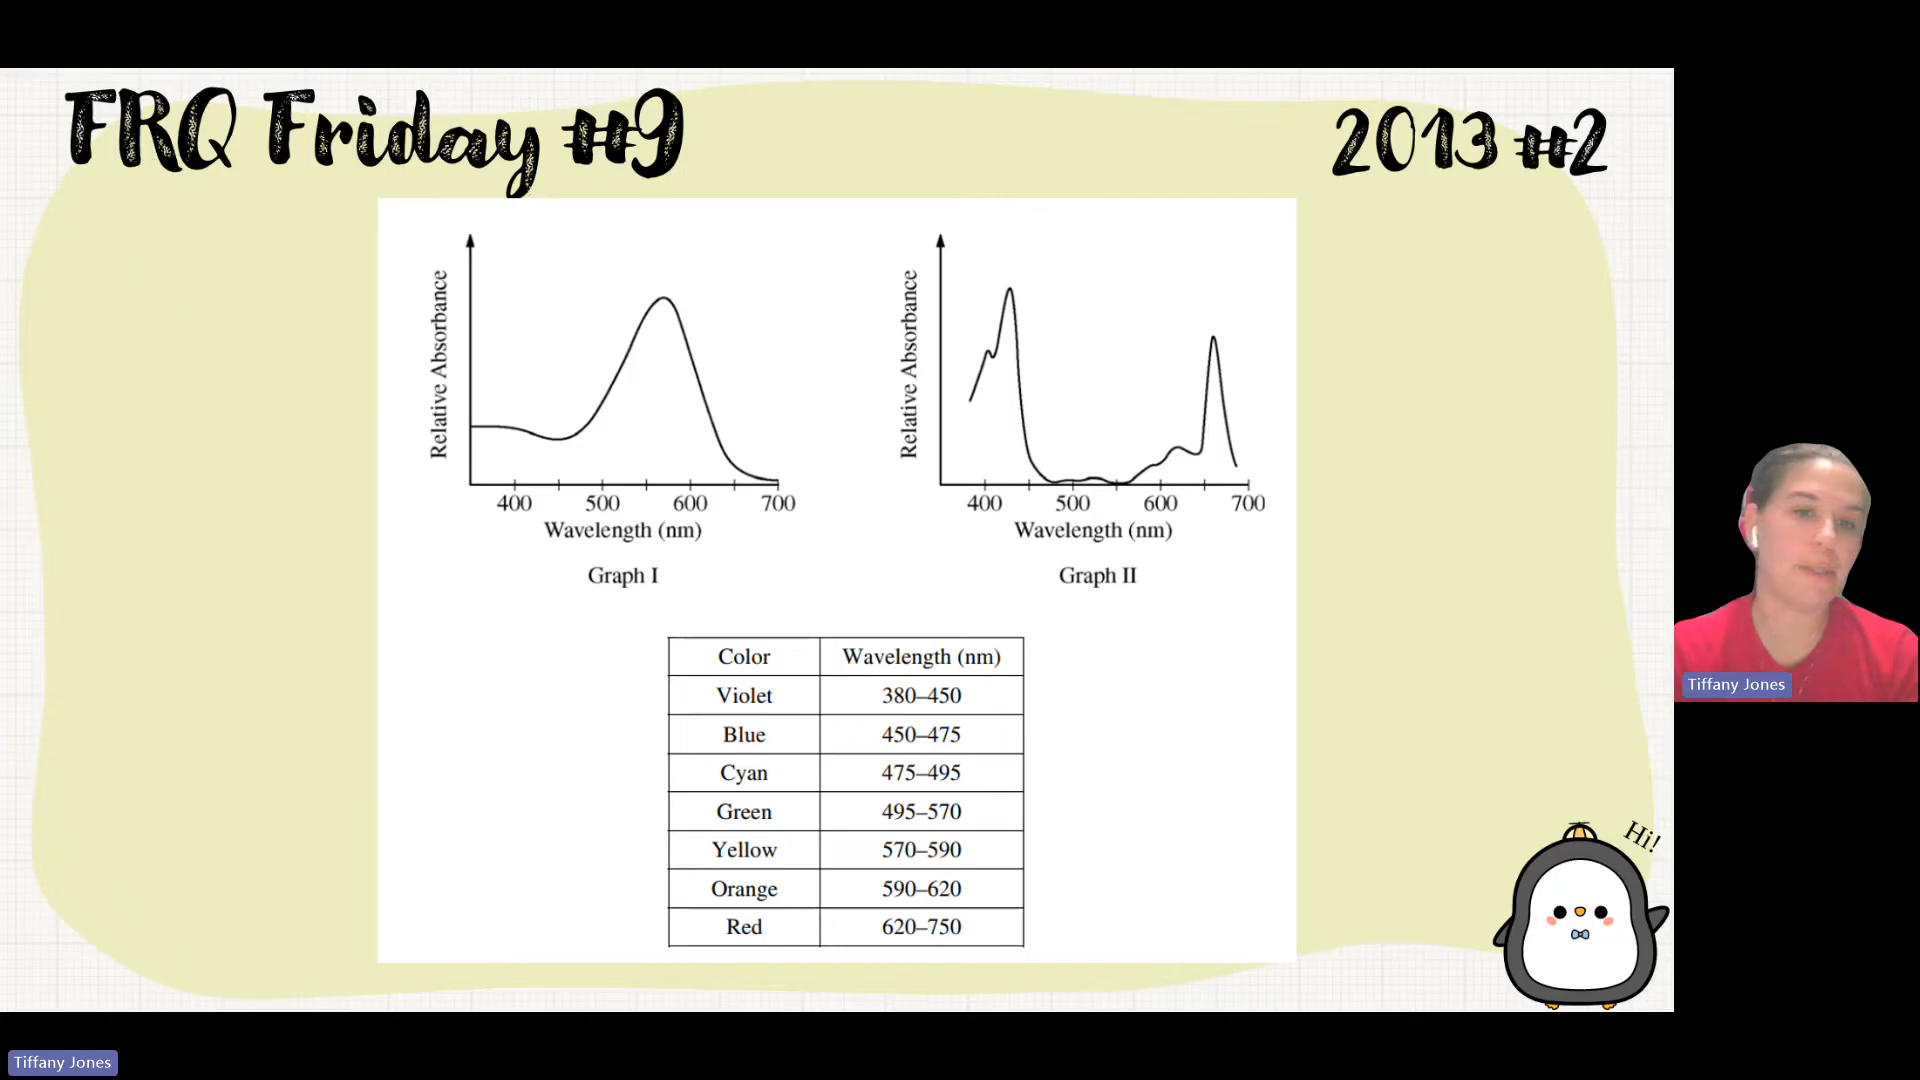 FRQ Friday #9
2013 #2
Relative Absorbance
400 500 600 700
Wavelength (nm)
Graph I
Relative Absorbance
400 500 600 700
Wavelength (nm)
Graph II
Color Wavelength (nm)
Violet 380–450
Blue 450–475
Cyan 475–495
Green 495–570
Yellow 570–590
Orange 590–620
Red 620–750
Hi!
Tiffany Jones
Tiffany Jones